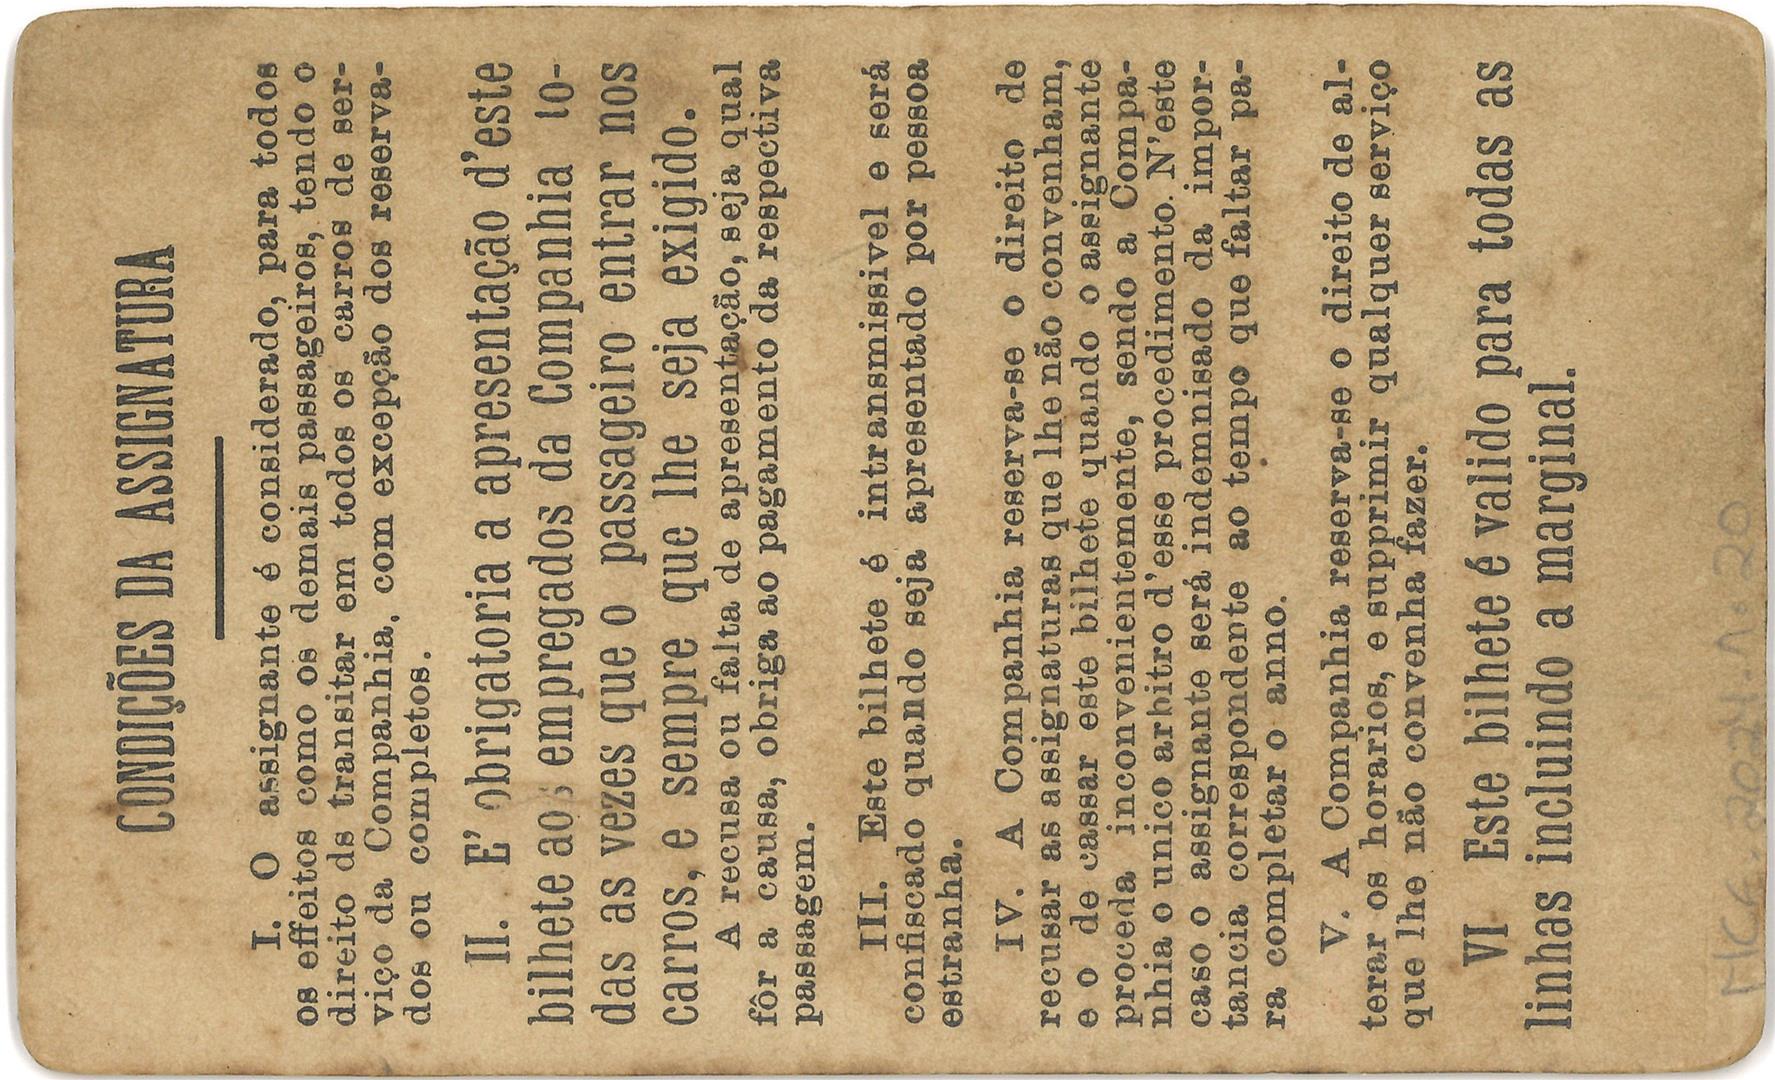 CONDIÇÕES DA ASSIGNATURA
I. O assignante é considerado, para todos
os effeitos como os demais passageiros, tendo o
direito ds transitar em todos os carros de ser-
viço da Companhia, com excepção dos reserva-
dos ou completos.
II. E' obrigatoria a apresentação d'este
bilhete aos empregados da Companhia to-
das as vezes que o passageiro entrar nos
carros, e sempre que lhe seja exigido.
A recusa ou falta de apresentação, seja qual
fôr a causa, obriga ao pagamento da respectiva
passagem.
III. Este bilhete é intransmissivel e será
confiscado quando seja apresentado por pessoa
estranha.
IV. A Companhia reserva-se o direito de
recusar as assignaturas que lhe não convenham,
e o de cassar este bilhete quando o assignante
proceda inconvenientemente, sendo a Compa-
nhia o unico arbitro d'esse procedimento. N'este
caso o assignante será indemnisado da impor-
tancia correspondente ao tempo que faltar pa-
ra completar o anno.
V. A Companhia reserva-se o direito de al-
terar os horarios, e supprimir qualquer serviço
que lhe não convenha fazer.
VI Este bilhete é valido para todas as
linhas incluindo a marginal.